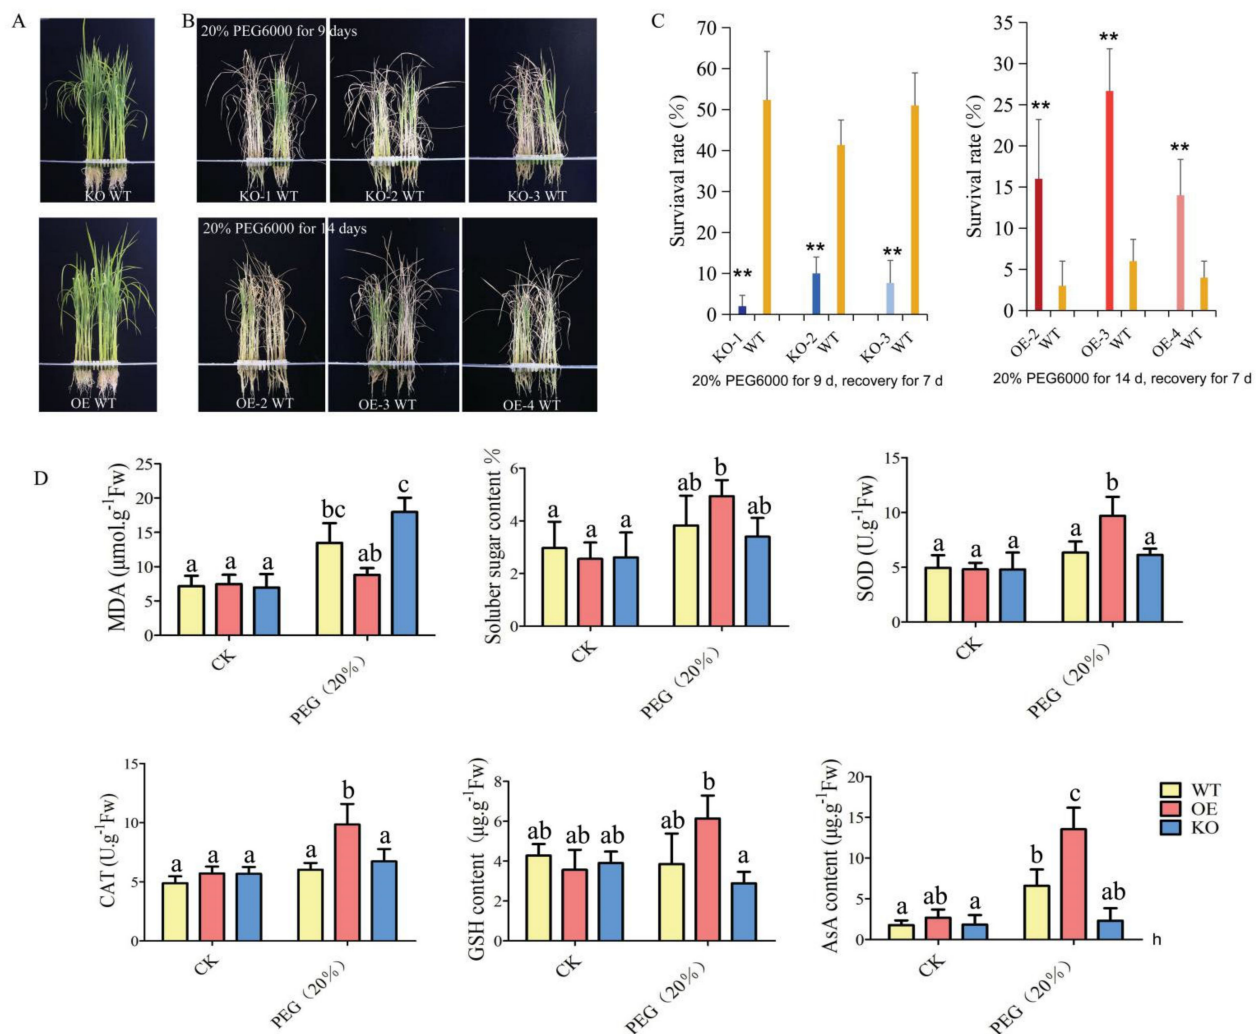 A
B
C
20% PEG6000 for 9 days
KO WT
KO-1 WT
KO-2 WT
KO-3 WT
20% PEG6000 for 14 days
OE WT
OE-2 WT
OE-3 WT
OE-4 WT
Surviaval rate (%)
70
60
50
40
30
20
10
0
**
**
**
KO-1
WT
KO-2
WT
KO-3
WT
20% PEG6000 for 9 d, recovery for 7 d
Survival rate (%)
35
30
25
20
15
10
5
0
**
**
**
OE-2
WT
OE-3
WT
OE-4
WT
20% PEG6000 for 14 d, recovery for 7 d
D
MDA (μmol.g⁻¹Fw)
25
20
15
10
5
0
a a a bc ab c
CK
PEG（20%）
Soluber sugar content %
6
4
2
0
a a a ab b ab
CK
PEG（20%）
SOD (U.g⁻¹Fw)
15
10
5
0
a a a a b a
CK
PEG（20%）
CAT (U.g⁻¹Fw)
15
10
5
0
a a a a b a
CK
PEG（20%）
GSH content (μg.g⁻¹Fw)
8
6
4
2
0
ab ab ab ab b a
CK
PEG（20%）
AsA content (μg.g⁻¹Fw)
20
15
10
5
0
a ab a b c ab
CK
PEG（20%）
h
WT
OE
KO